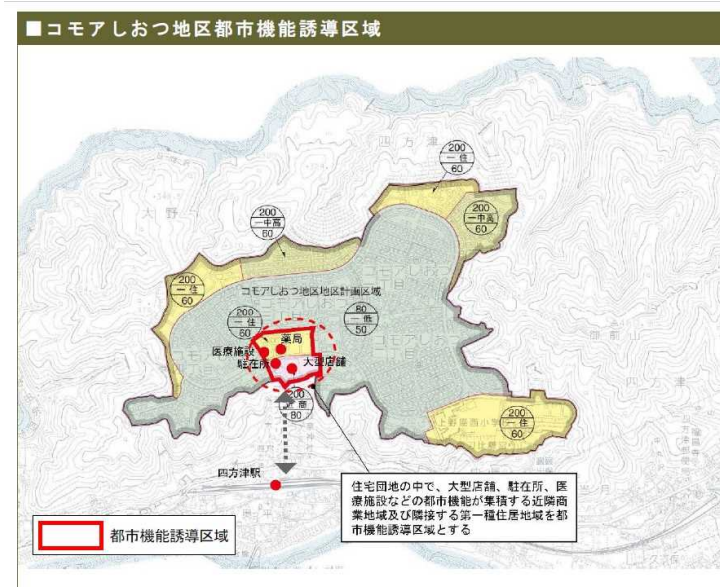 ■コモアしおつ地区都市機能誘導区域
四方津
200
一住
60
大野
200
一中高
60
200
一中高
60
200
一住
60
コモアしおつ
コモアしおつ地区地区計画区域
200
一住
60
80
一低
50
薬局
医療施設
駐在所
大型店舗
200
近商
80
200
一住
60
四方津駅
住宅団地の中で、大型店舗、駐在所、医
療施設などの都市機能が集積する近隣商
業地域及び隣接する第一種住居地域を都
市機能誘導区域とする
都市機能誘導区域